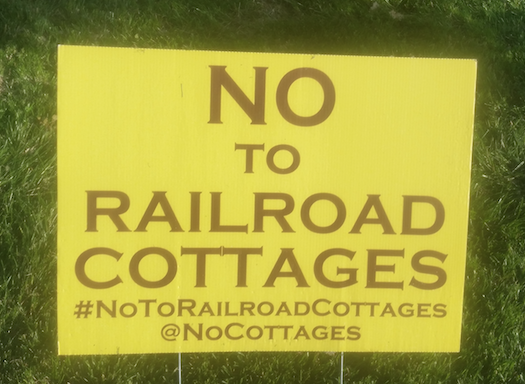 NO
TO
RAILROAD
COTTAGES
#NOTORAILROADCOTTAGES
@NOCOTTAGES